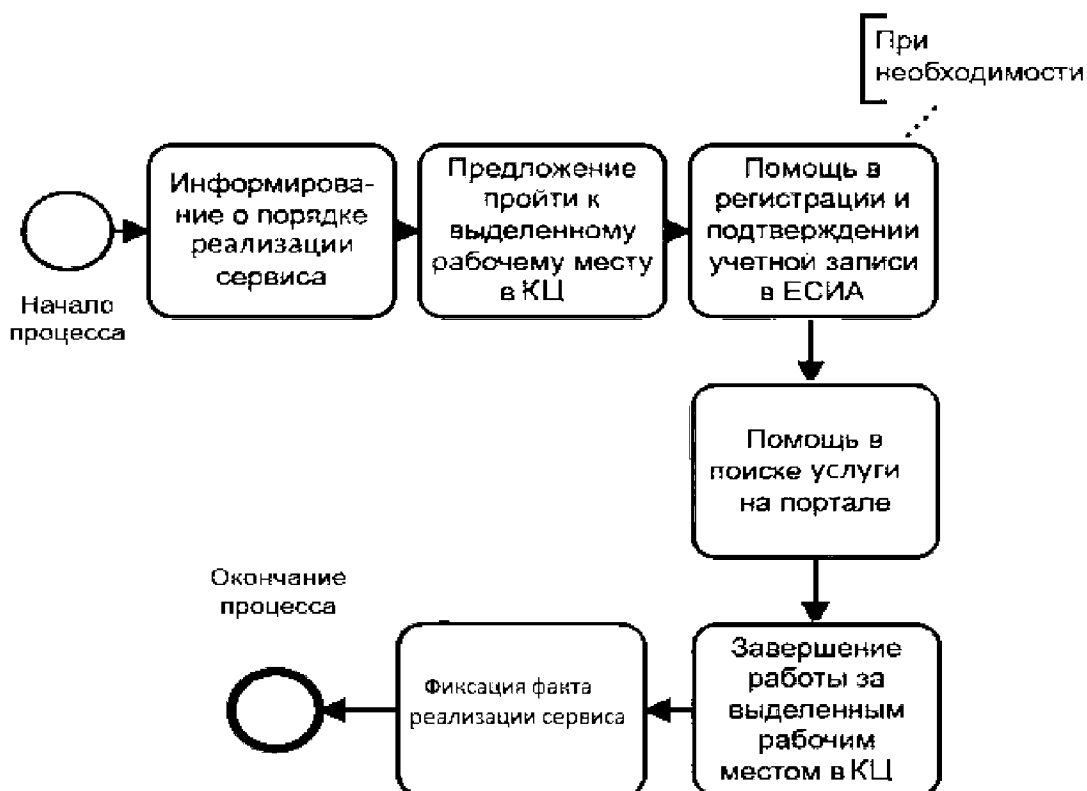 При
необходимости
Информирова-
ние о порядке
реализации
сервиса
Предложение
пройти к
выделенному
рабочему месту
в КЦ
Помощь в
регистрации и
подтверждении
учетной записи
в ЕСИА
Начало
процесса
Помощь в
поиске услуги
на портале
Окончание
процесса
Фиксация факта
реализации сервиса
Завершение
работы за
выделенным
рабочим
местом в КЦ